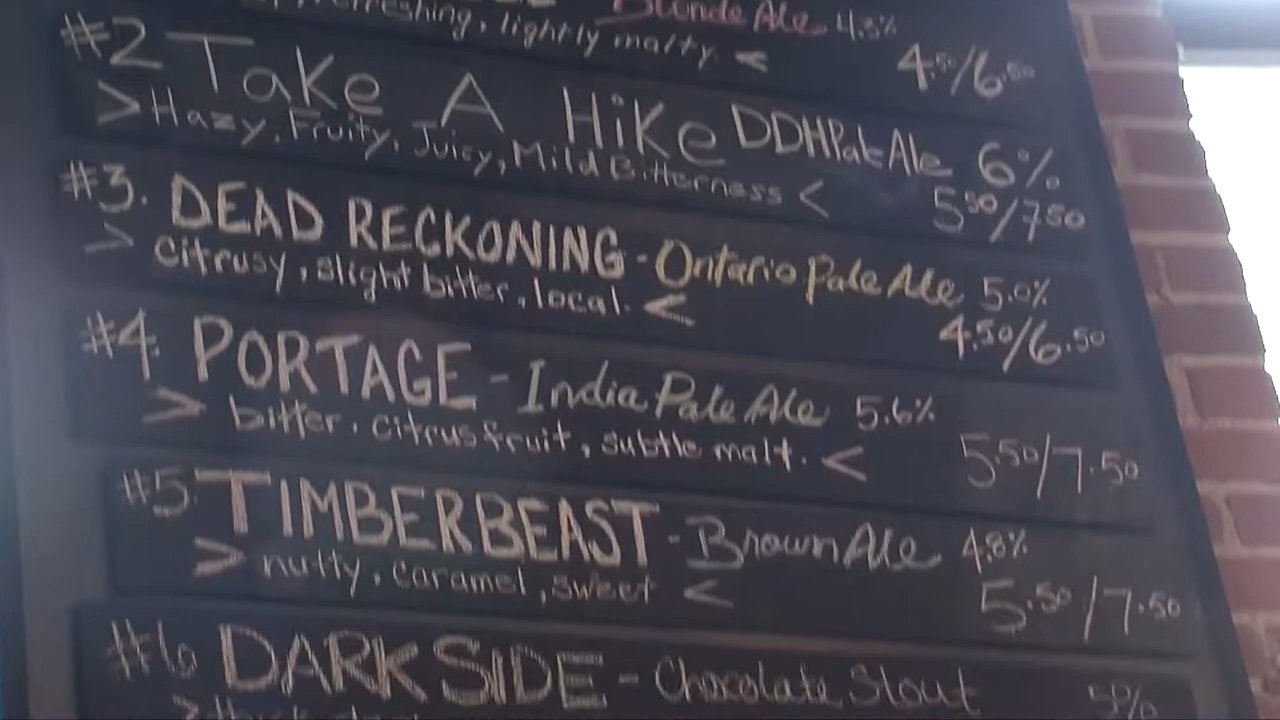 Blonde Ale 4.3%
refreshing, lightly malty. < 4.50/6.50
#2 Take A Hike DDH Pale Ale 6%
> Hazy, Fruity, Juicy, Mild Bitterness < 5.50/7.50
#3. DEAD RECKONING - Ontario Pale Ale 5.0%
> citrusy, slight bitter, local. < 4.50/6.50
#4. PORTAGE - India Pale Ale 5.6%
> bitter. citrus fruit, subtle malt. < 5.50/7.50
#5 TIMBERBEAST - Brown Ale 4.8%
> nutty, caramel, sweet < 5.50/7.50
#6 DARK SIDE - Chocolate Stout 5.0%